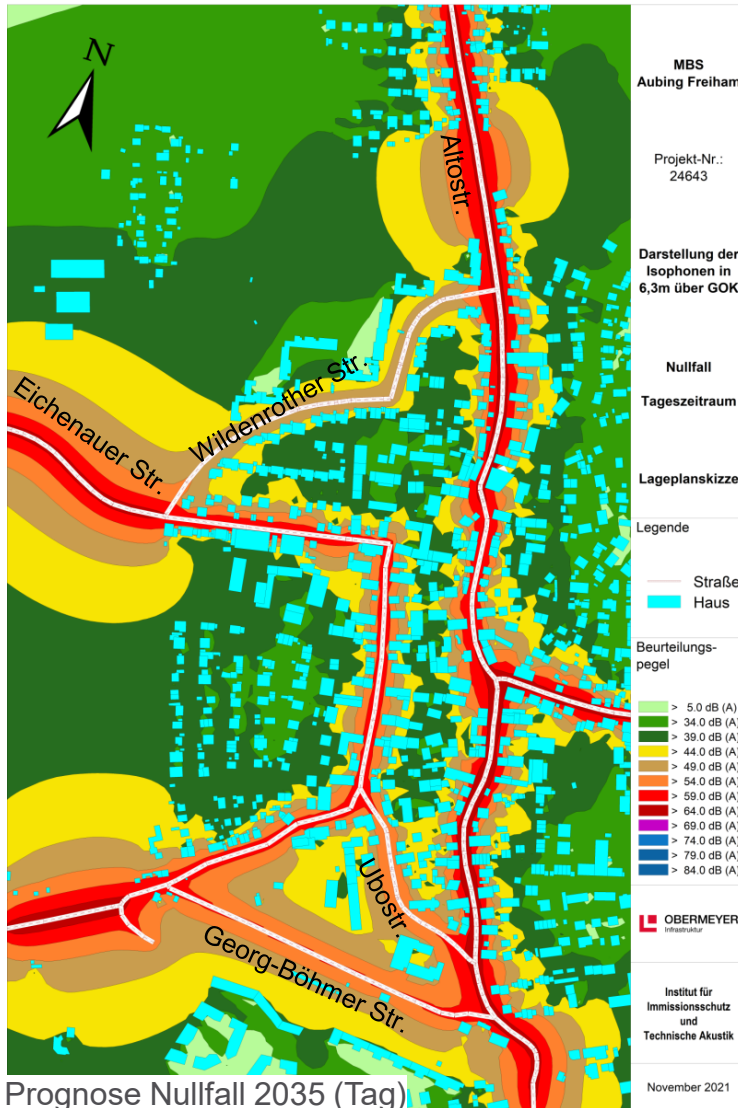 N
Altostr.
Eichenauer Str.
Wildenrother Str.
Ubostr.
Georg-Böhmer Str.
Prognose Nullfall 2035 (Tag)
MBS
Aubing Freiham
Projekt-Nr.:
24643
Darstellung der
Isophonen in
6,3m über GOK
Nullfall
Tageszeitraum
Lageplanskizze
Legende
Straße
Haus
Beurteilungs-
pegel
> 5.0 dB (A)
> 34.0 dB (A)
> 39.0 dB (A)
> 44.0 dB (A)
> 49.0 dB (A)
> 54.0 dB (A)
> 59.0 dB (A)
> 64.0 dB (A)
> 69.0 dB (A)
> 74.0 dB (A)
> 79.0 dB (A)
> 84.0 dB (A)
OBERMEYER
Infrastruktur
Institut für
Immissionsschutz
und
Technische Akustik
November 2021